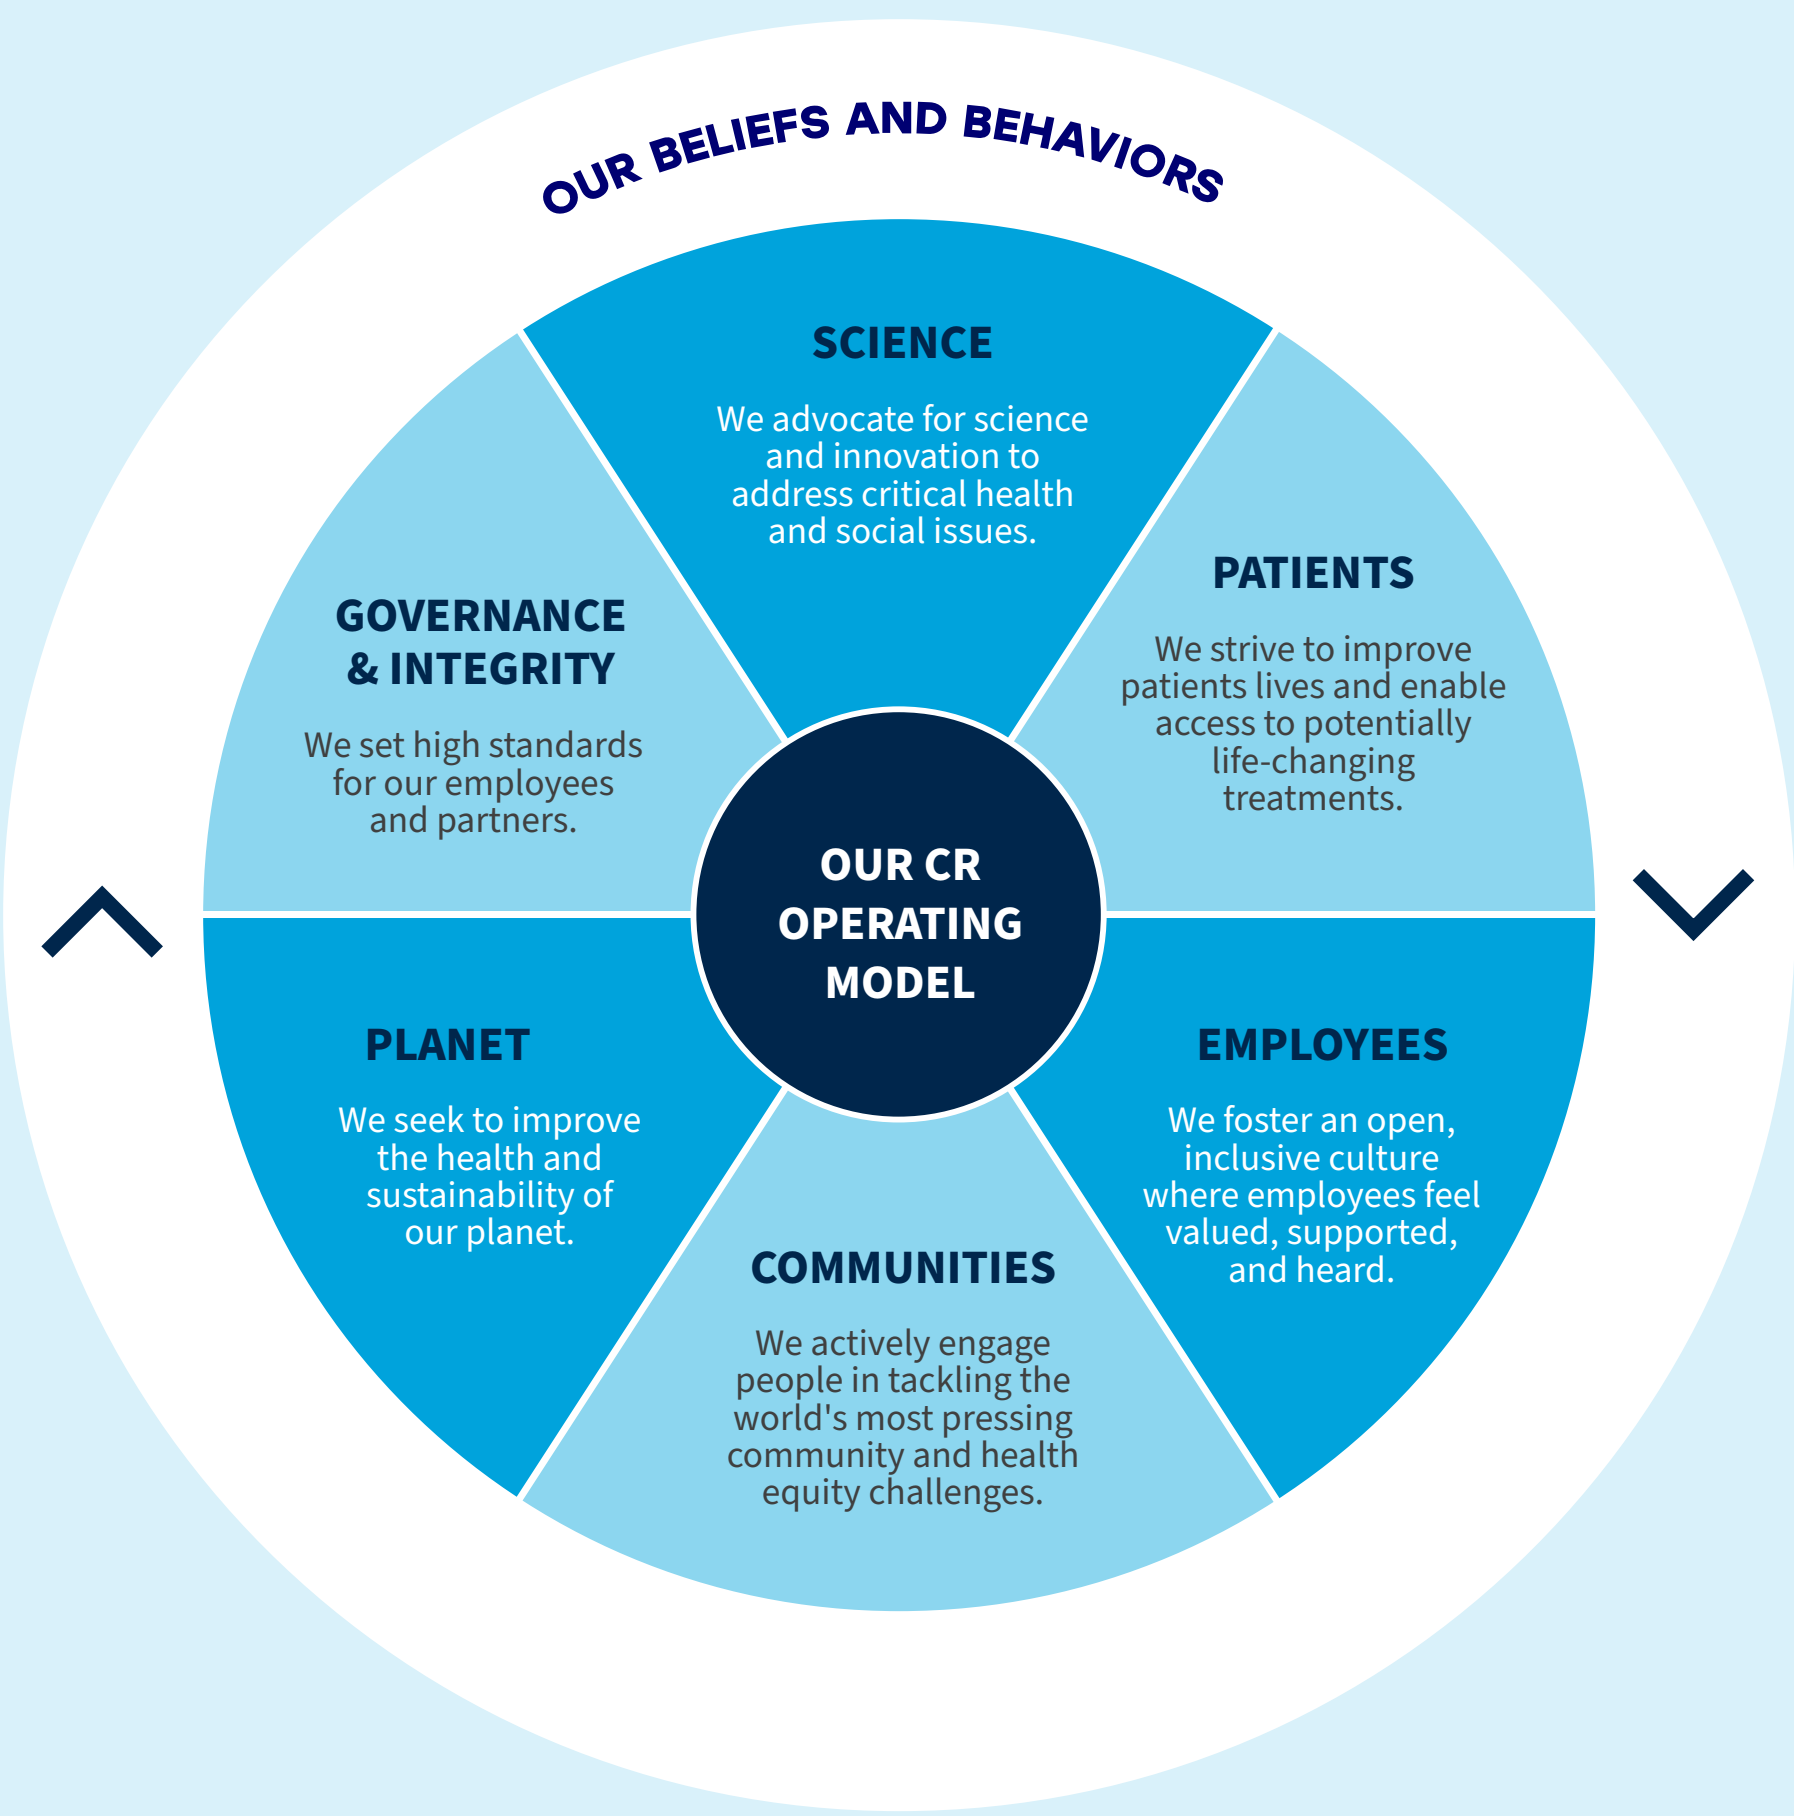 OUR BELIEFS AND BEHAVIORS
SCIENCE
We advocate for science
and innovation to
address critical health
and social issues.
PATIENTS
We strive to improve
patients lives and enable
access to potentially
life-changing
treatments.
EMPLOYEES
We foster an open,
inclusive culture
where employees feel
valued, supported,
and heard.
COMMUNITIES
We actively engage
people in tackling the
world's most pressing
community and health
equity challenges.
PLANET
We seek to improve
the health and
sustainability of
our planet.
GOVERNANCE
& INTEGRITY
We set high standards
for our employees
and partners.
OUR CR
OPERATING
MODEL